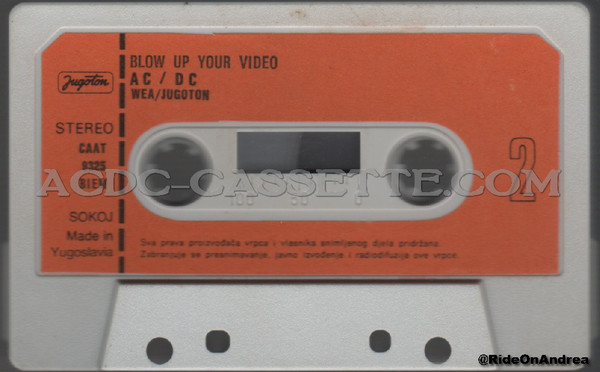 BLOW UP YOUR VIDEO
AC/DC
WEA/JUGOTON
Jugoton
STEREO
CAAT
9325
BIEM
SOKOJ
Made in
Yugoslavia
2
100 50 0
ACDC-CASSETTE.COM
Sva prava proizvođača vrpca i vlasnika snimljenog djela pridržana.
Zabranjuje se presnimavanje, javno izvođenje i radiodifuzija ove vrpce.
@RideOnAndrea